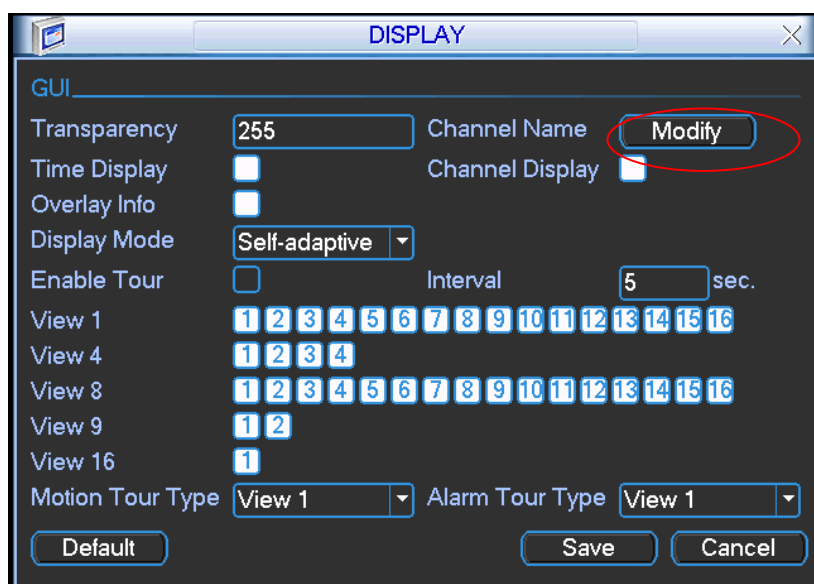 DISPLAY
GUI
Transparency 255 Channel Name Modify
Time Display Channel Display
Overlay Info
Display Mode Self-adaptive
Enable Tour Interval 5 sec.
View 1 1 2 3 4 5 6 7 8 9 10 11 12 13 14 15 16
View 4 1 2 3 4
View 8 1 2 3 4 5 6 7 8 9 10 11 12 13 14 15 16
View 9 1 2
View 16 1
Motion Tour Type View 1 Alarm Tour Type View 1
Default Save Cancel